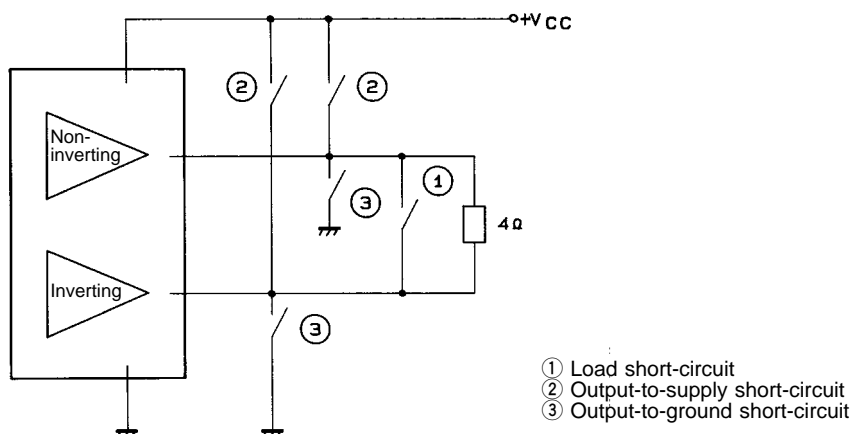 +VCC
② ②
Non-
inverting
①
③
4Ω
Inverting
③
① Load short-circuit
② Output-to-supply short-circuit
③ Output-to-ground short-circuit